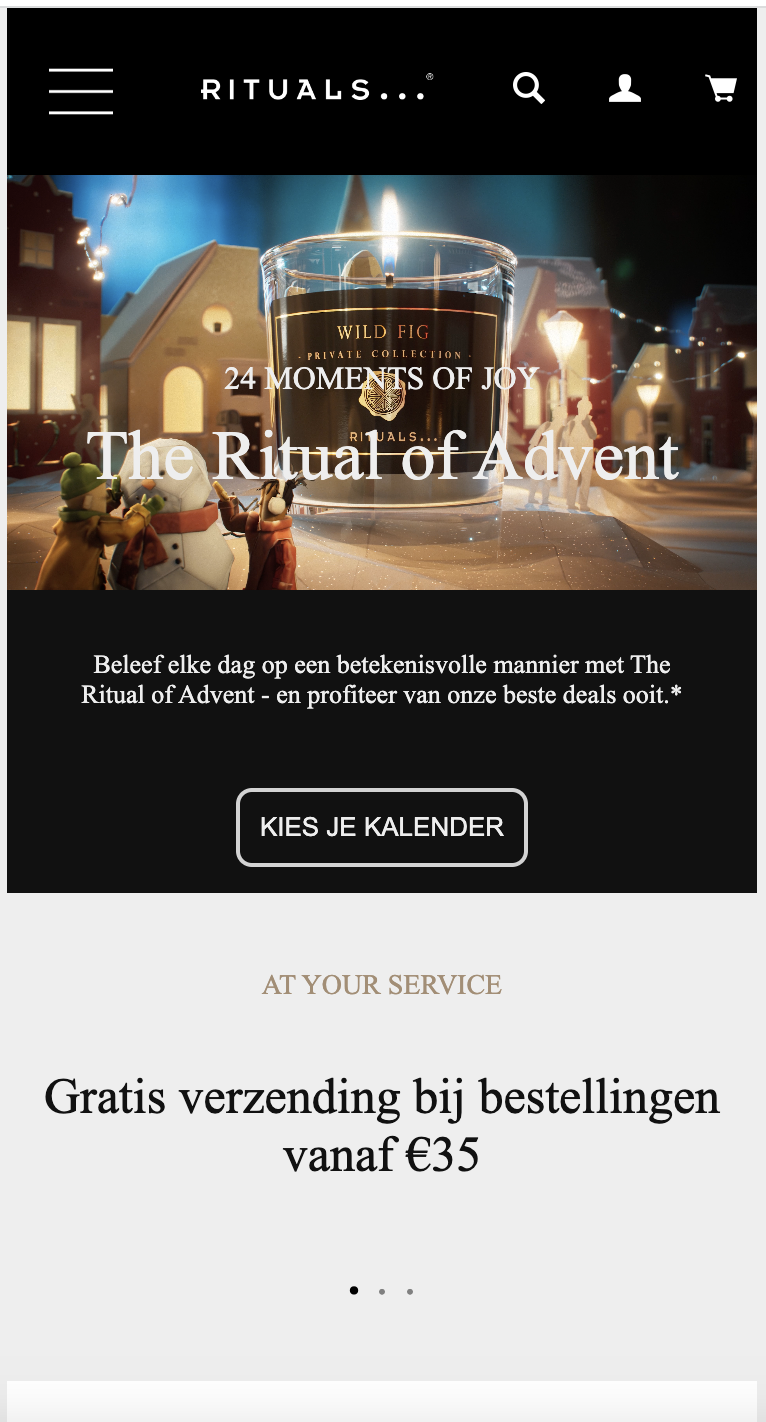 RITUALS...®
WILD FIG
- PRIVATE COLLECTION -
24 MOMENTS OF JOY
RITUALS...
The Ritual of Advent
Beleef elke dag op een betekenisvolle mannier met The
Ritual of Advent - en profiteer van onze beste deals ooit.*
KIES JE KALENDER
AT YOUR SERVICE
Gratis verzending bij bestellingen
vanaf €35